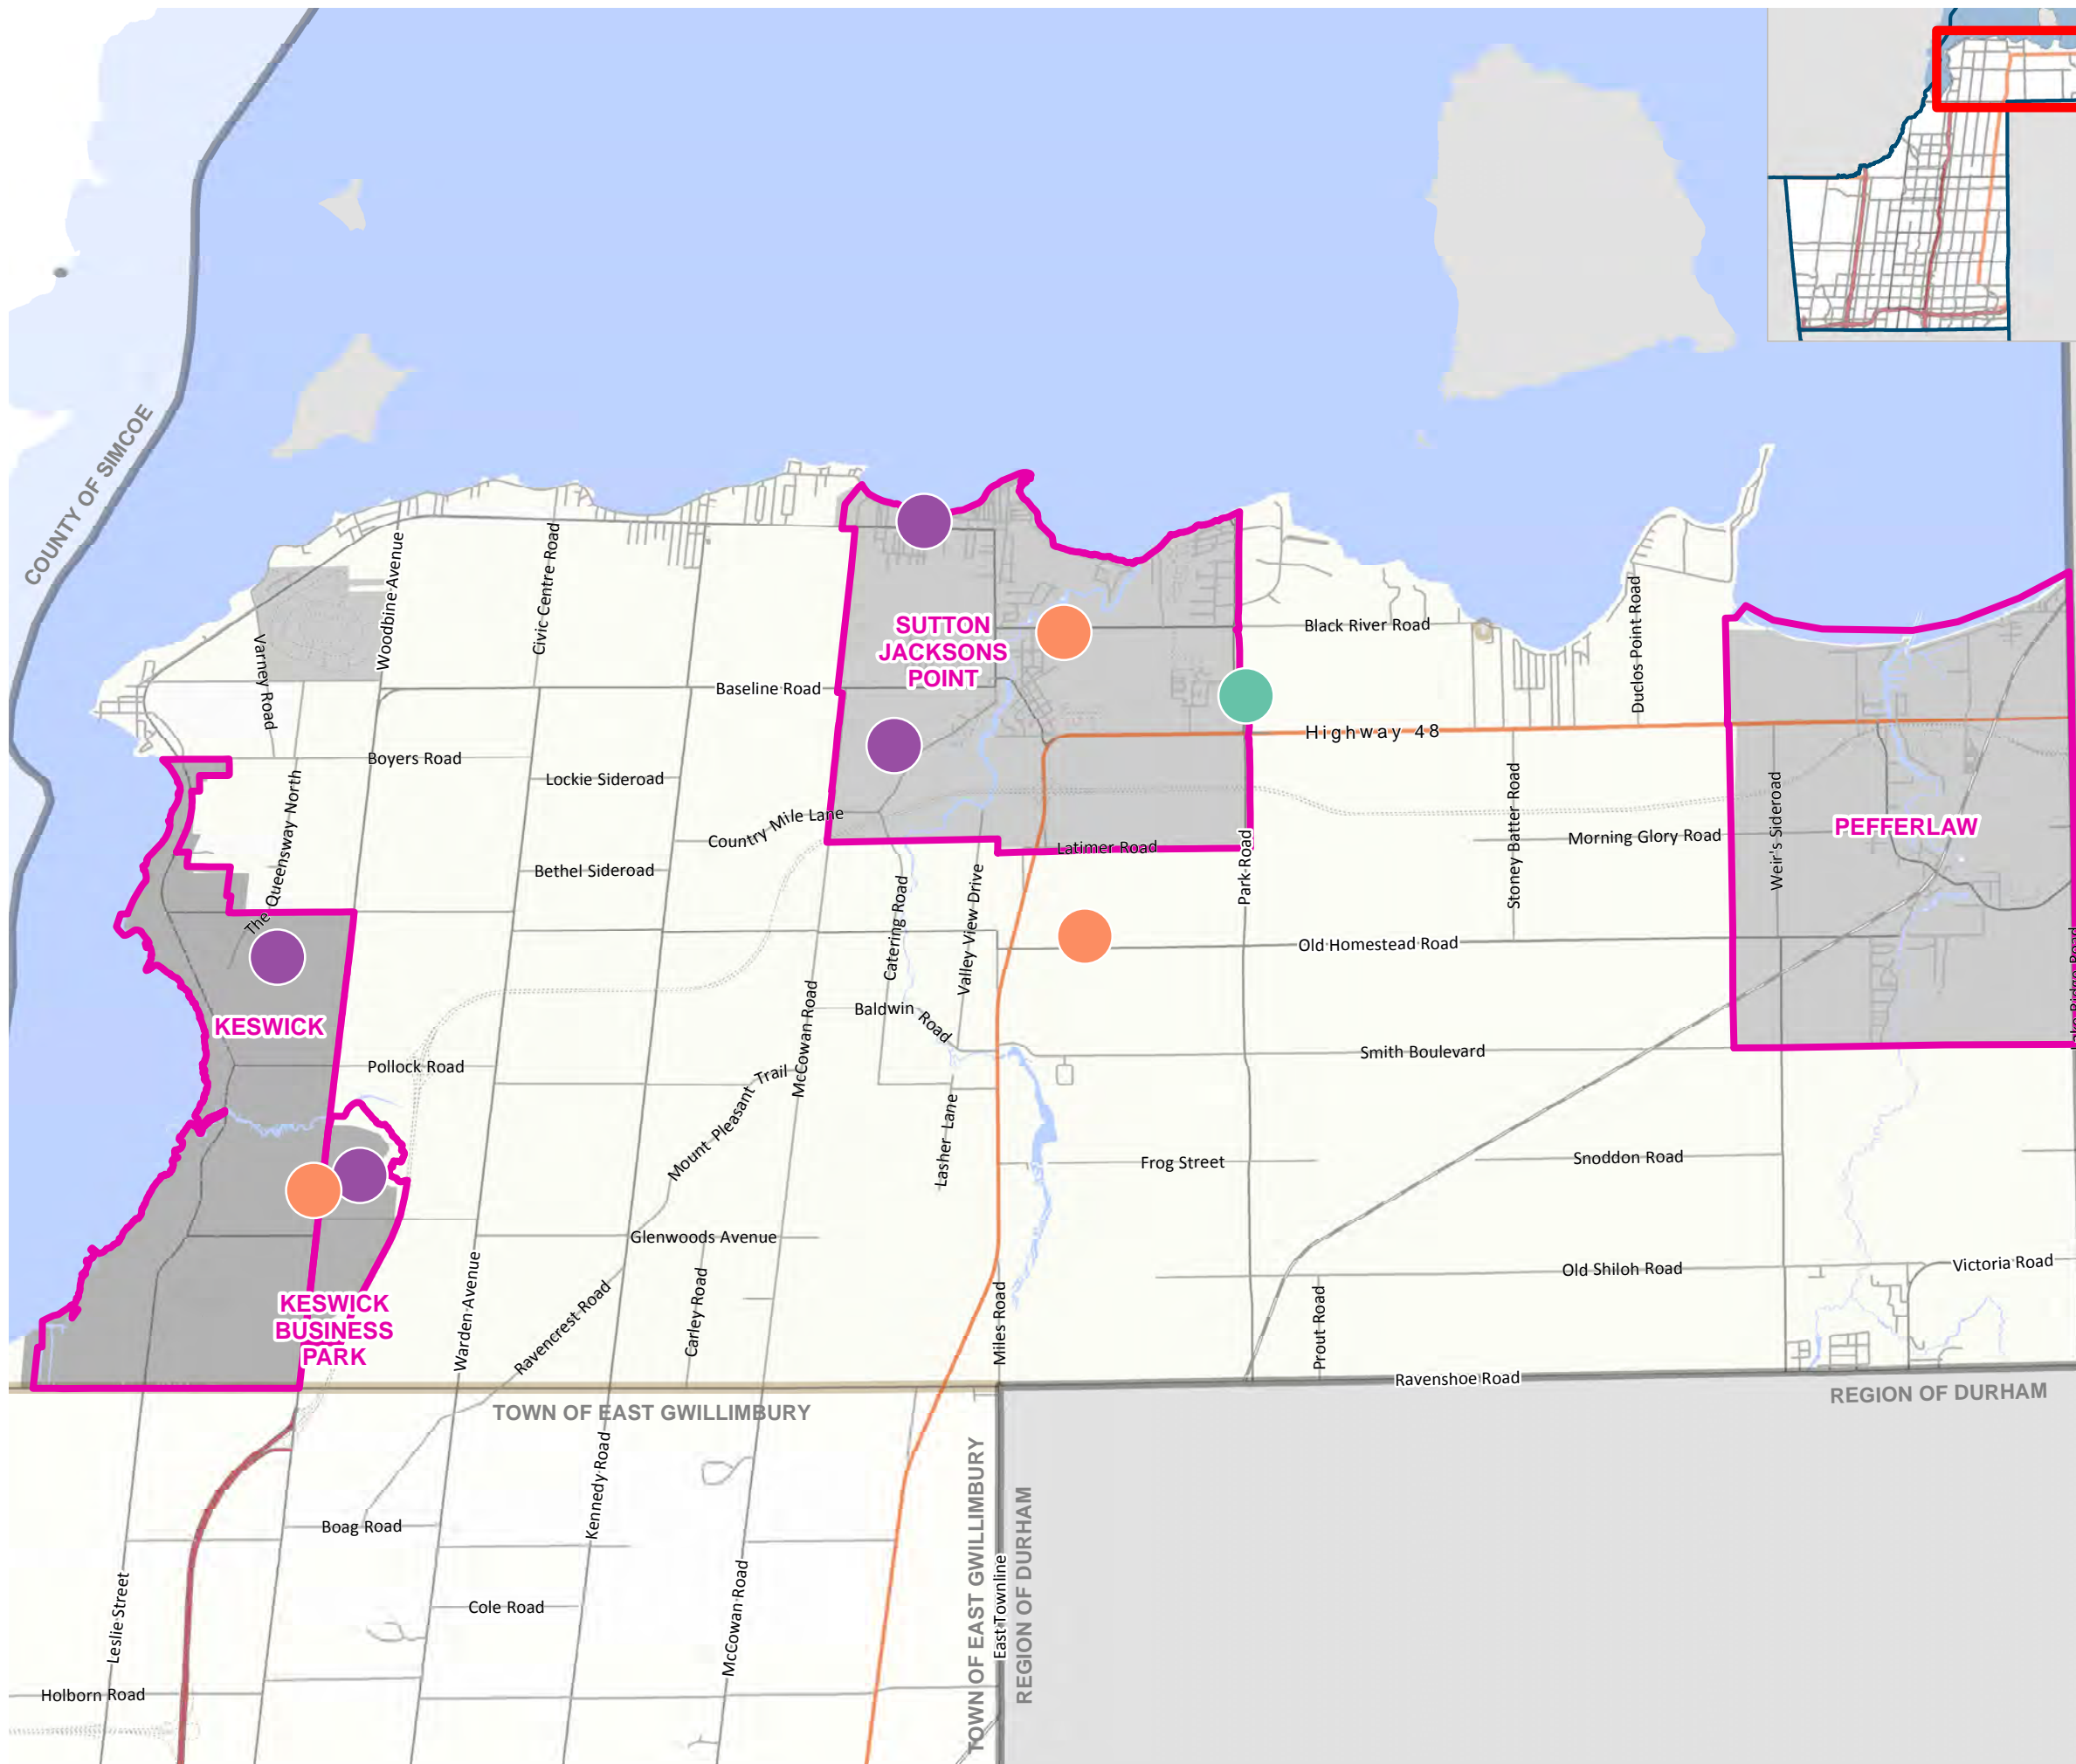 COUNTY OF SIMCOE
Varney Road
Woodbine Avenue
Civic Centre Road
SUTTON
JACKSONS
POINT
Black River Road
Duclos Point Road
Baseline Road
Highway 48
Boyers Road
Lockie Sideroad
Country Mile Lane
The Queensway North
Bethel Sideroad
Latimer Road
Park Road
Stoney Batter Road
Morning Glory Road
Weir's Sideroad
PEFFERLAW
Catering Road
Valley View Drive
Old Homestead Road
Lake Ridge Road
KESWICK
McCowan Road
Baldwin Road
Pollock Road
Mount Pleasant Trail
Smith Boulevard
Lasher Lane
Frog Street
Snoddon Road
Glenwoods Avenue
Old Shiloh Road
Victoria Road
KESWICK
BUSINESS
PARK
Warden Avenue
Ravencrest Road
Carley Road
Miles Road
Prout Road
Ravenshoe Road
TOWN OF EAST GWILLIMBURY
REGION OF DURHAM
Kennedy Road
TOWN OF EAST GWILLIMBURY
East Townline
REGION OF DURHAM
Boag Road
Leslie Street
Cole Road
McCowan Road
Holborn Road